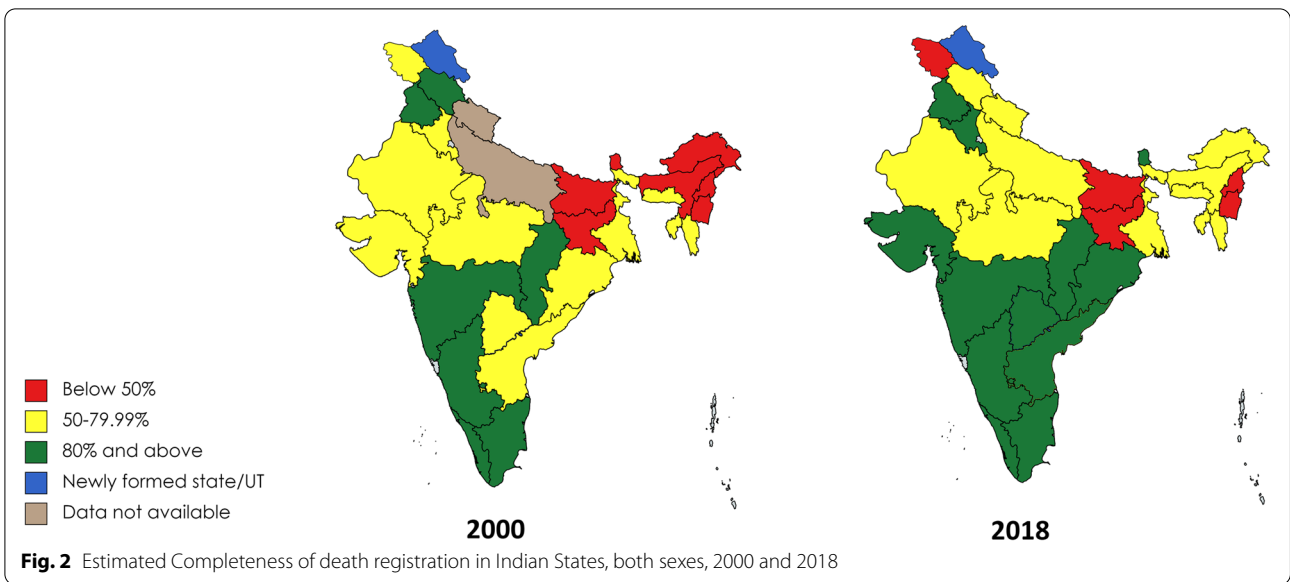 Below 50%
50-79.99%
80% and above
Newly formed state/UT
Data not available
2000
2018
Fig. 2 Estimated Completeness of death registration in Indian States, both sexes, 2000 and 2018